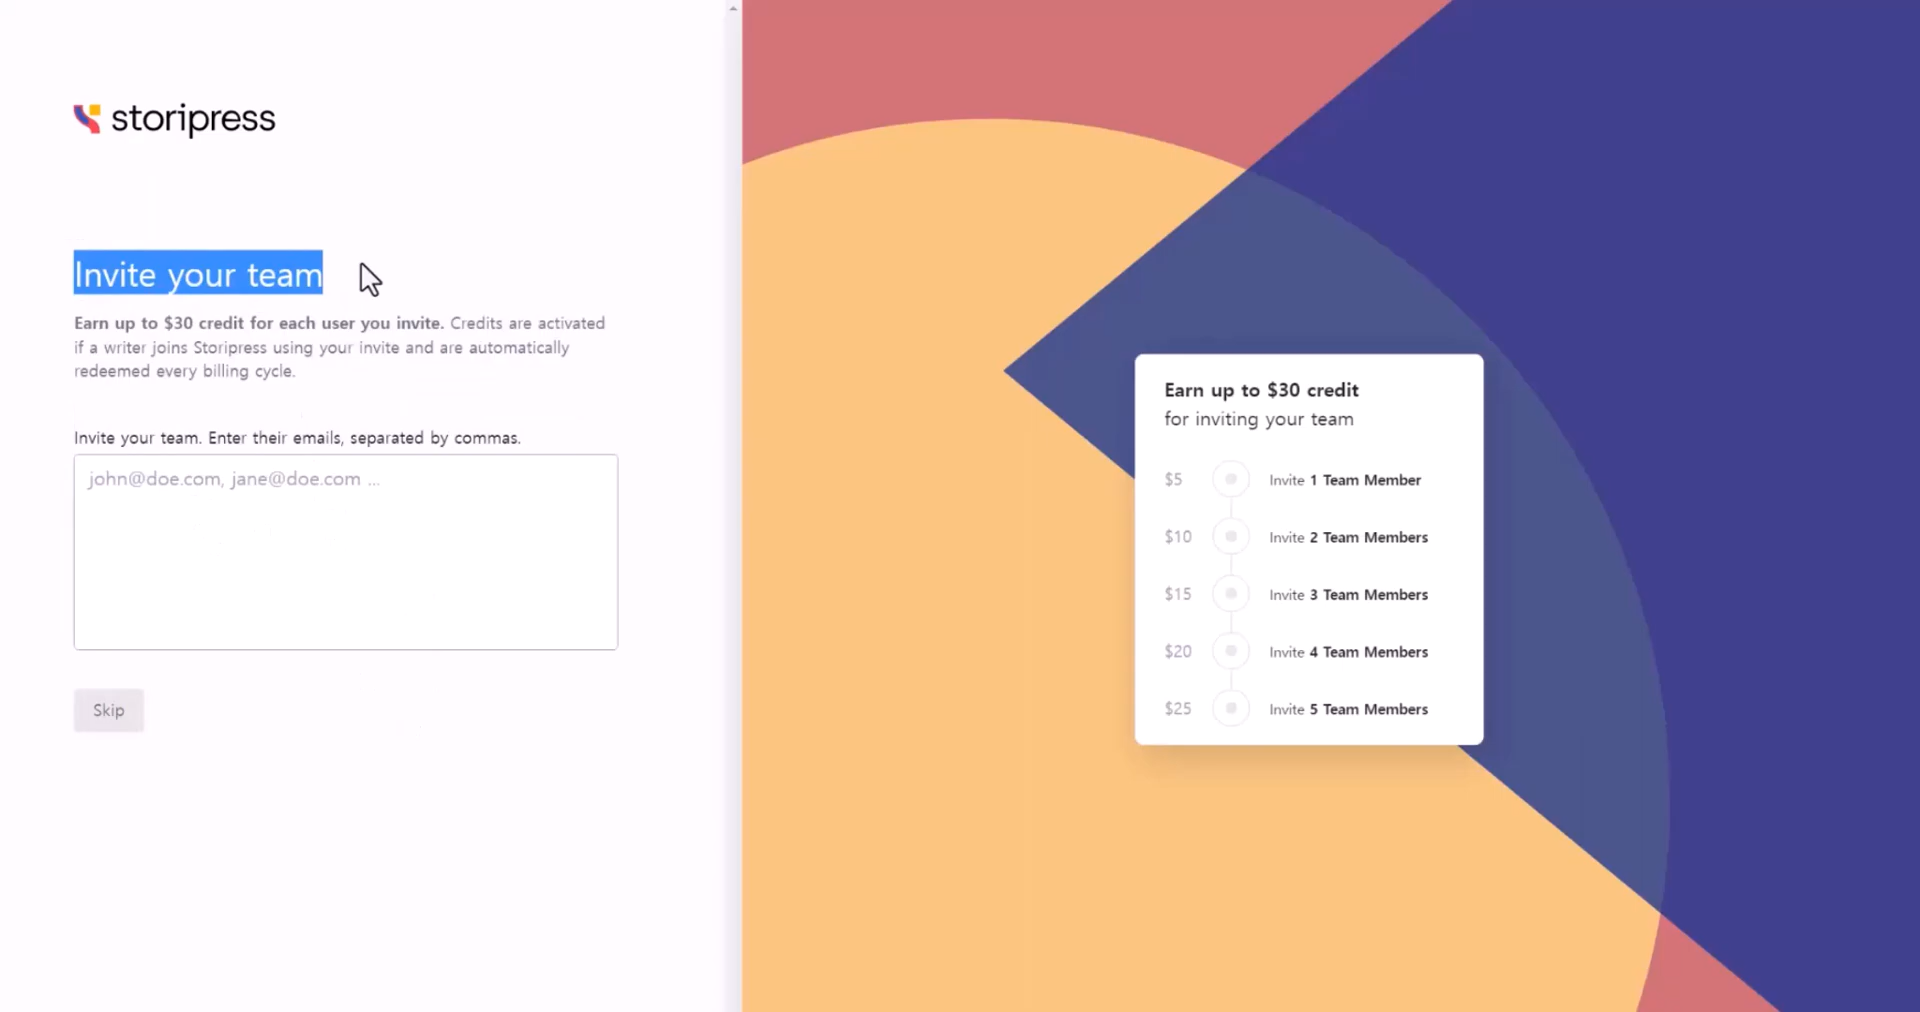 storipress
Invite your team
Earn up to $30 credit for each user you invite. Credits are activated
if a writer joins Storipress using your invite and are automatically
redeemed every billing cycle.
Invite your team. Enter their emails, separated by commas.
john@doe.com, jane@doe.com ...
Skip
Earn up to $30 credit
for inviting your team
$5 Invite 1 Team Member
$10 Invite 2 Team Members
$15 Invite 3 Team Members
$20 Invite 4 Team Members
$25 Invite 5 Team Members